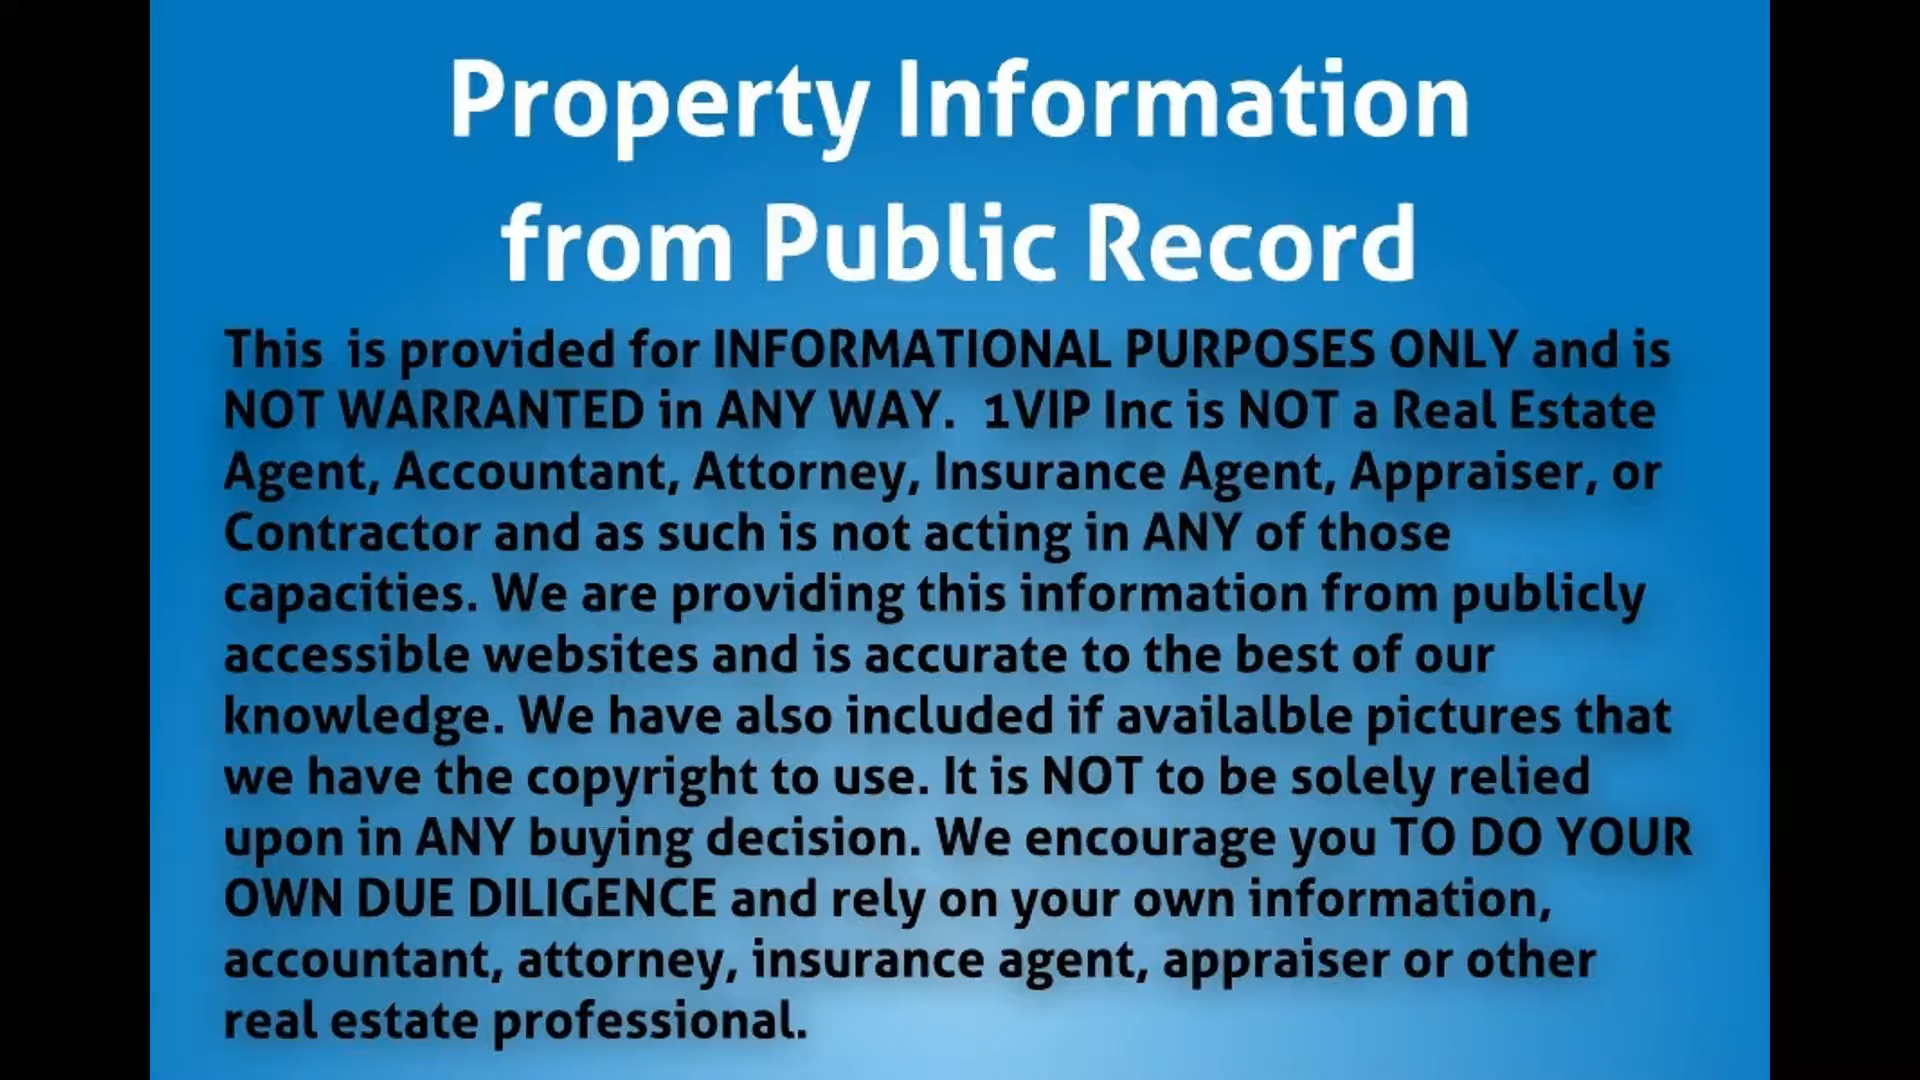 Property Information
from Public Record
This is provided for INFORMATIONAL PURPOSES ONLY and is
NOT WARRANTED in ANY WAY. 1VIP Inc is NOT a Real Estate
Agent, Accountant, Attorney, Insurance Agent, Appraiser, or
Contractor and as such is not acting in ANY of those
capacities. We are providing this information from publicly
accessible websites and is accurate to the best of our
knowledge. We have also included if availalble pictures that
we have the copyright to use. It is NOT to be solely relied
upon in ANY buying decision. We encourage you TO DO YOUR
OWN DUE DILIGENCE and rely on your own information,
accountant, attorney, insurance agent, appraiser or other
real estate professional.